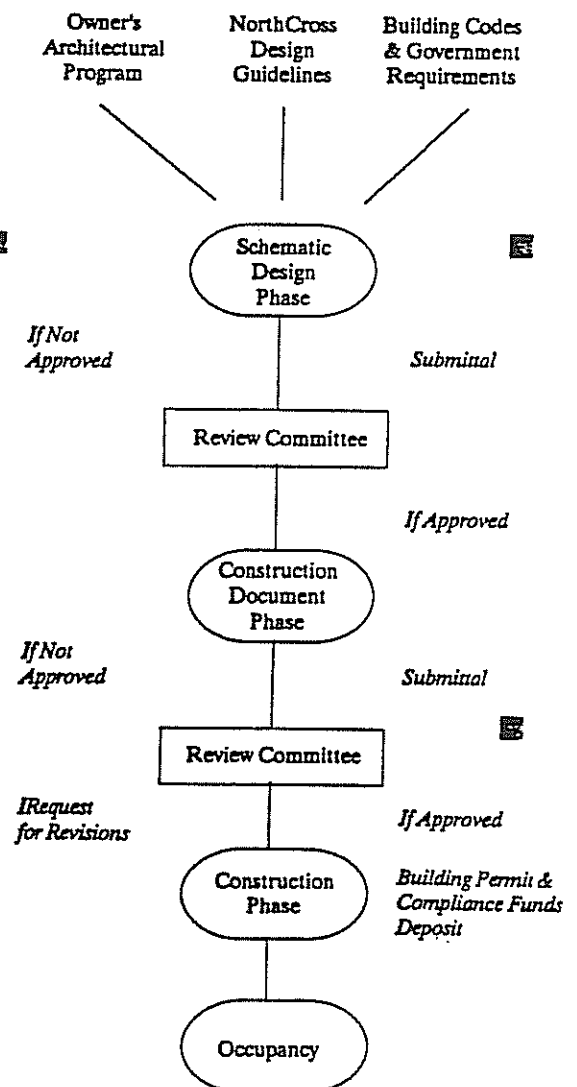 Owner's
Architectural
Program
NorthCross
Design
Guidelines
Building Codes
& Government
Requirements
Schematic
Design
Phase
If Not
Approved
Submittal
Review Committee
If Approved
Construction
Document
Phase
If Not
Approved
Submittal
Review Committee
IRequest
for Revisions
If Approved
Construction
Phase
Building Permit &
Compliance Funds
Deposit
Occupancy